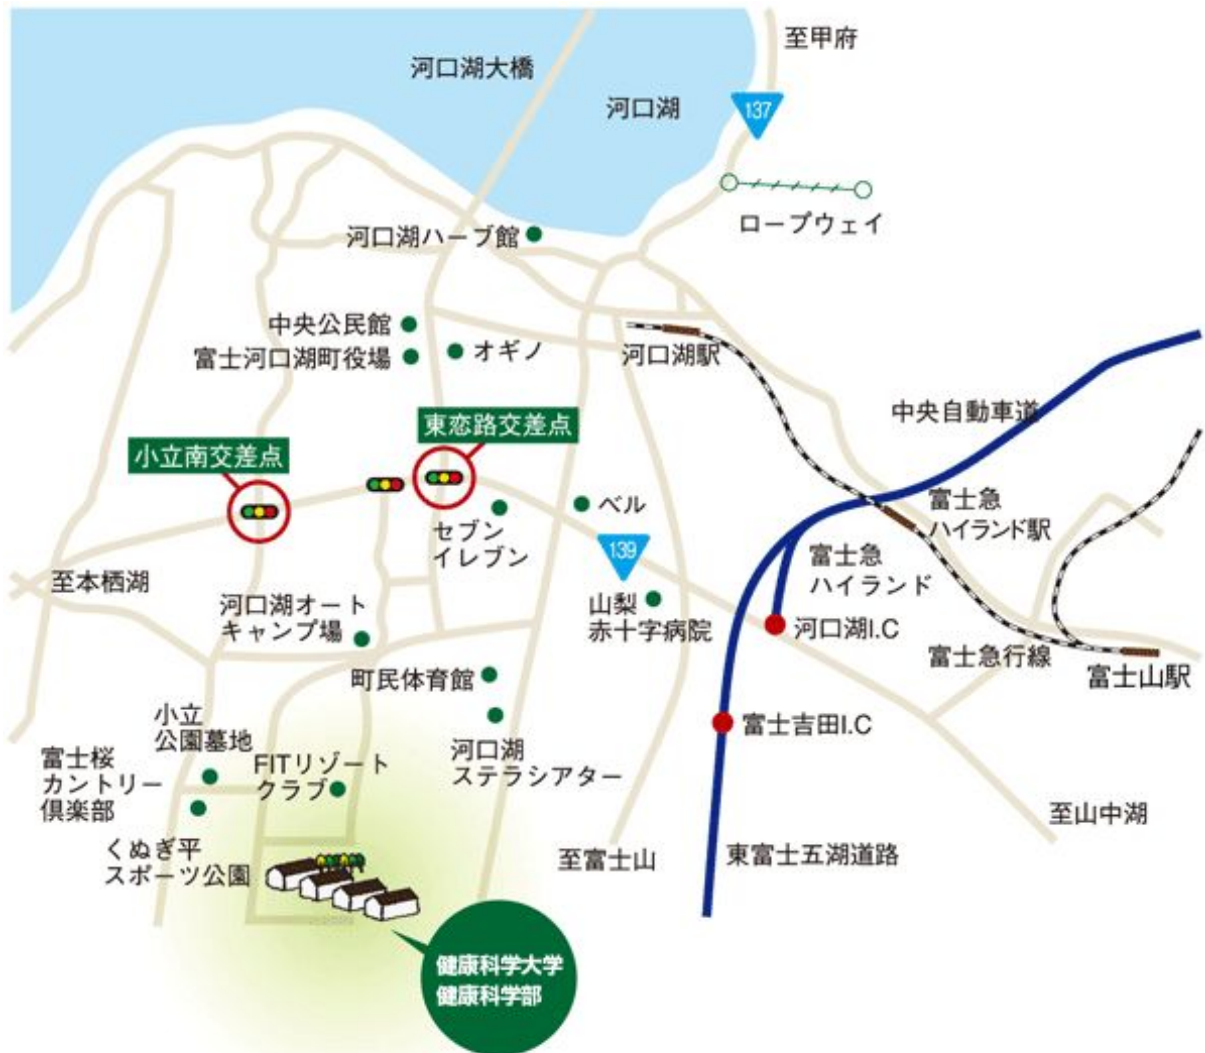 至甲府
河口湖大橋
河口湖
137
ロープウェイ
河口湖ハーブ館
中央公民館
富士河口湖町役場
オギノ
河口湖駅
中央自動車道
東恋路交差点
小立南交差点
セブン
イレブン
ベル
139
富士急
ハイランド駅
富士急
ハイランド
至本栖湖
河口湖オート
キャンプ場
山梨
赤十字病院
河口湖I.C
富士急行線
富士山駅
町民体育館
小立
公園墓地
富士桜
カントリー
倶楽部
FITリゾート
クラブ
河口湖
ステラシアター
富士吉田I.C
至山中湖
くぬぎ平
スポーツ公園
至富士山
東富士五湖道路
健康科学大学
健康科学部